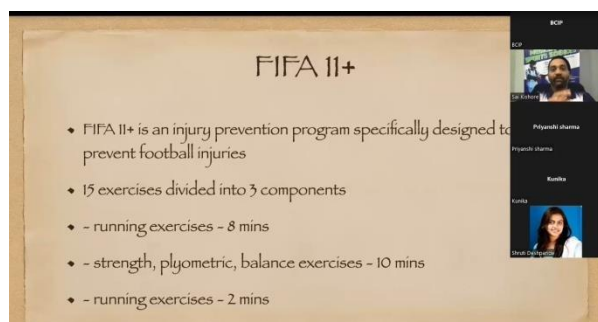 FIFA 11+
FIFA 11+ is an injury prevention program specifically designed to
prevent football injuries
15 exercises divided into 3 components
- running exercises - 8 mins
- strength, plyometric, balance exercises - 10 mins
- running exercises - 2 mins
BCIP
BCIP
Sai Kishore
Priyanshi sharma
Priyanshi sharma
Kunika
Kunika
Shruti Deshpande